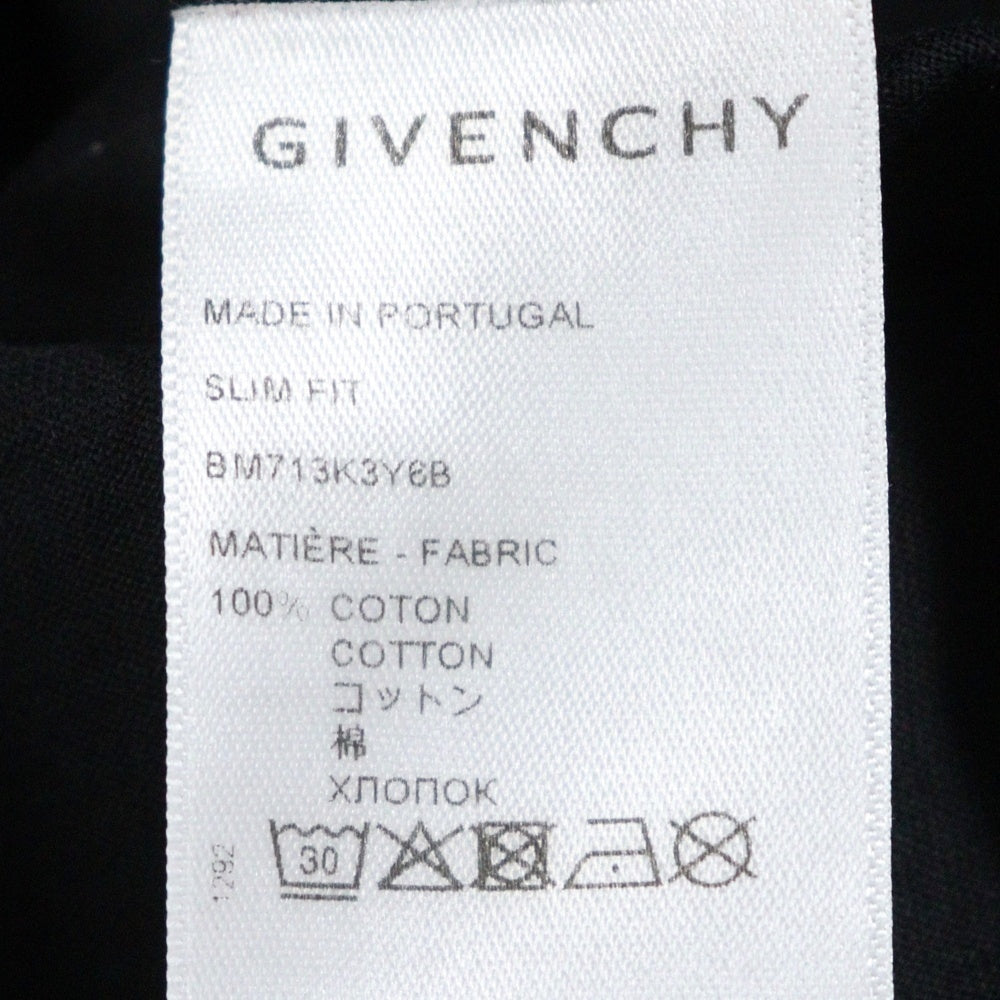 GIVENCHY
MADE IN PORTUGAL
SLIM FIT
BM713K3Y6B
MATIÈRE - FABRIC
100% COTON
COTTON
コットン
棉
ХЛОПОК
30
1292